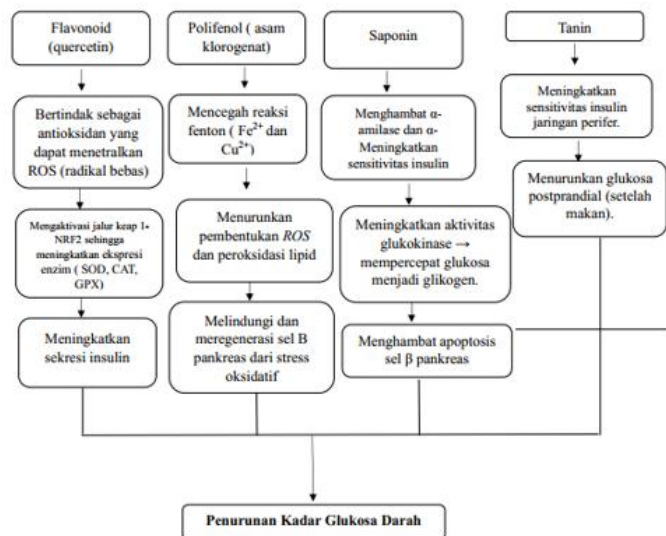 Flavonoid
(quercetin)
Bertindak sebagai
antioksidan yang
dapat menetralkan
ROS (radikal bebas)
Mengaktivasi jalur keap 1-
NRF2 sehingga
meningkatkan ekspresi
enzim ( SOD, CAT,
GPX)
Meningkatkan
sekresi insulin
Polifenol ( asam
klorogenat)
Mencegah reaksi
fenton ( Fe²⁺ dan
Cu²⁺)
Menurunkan
pembentukan ROS
dan peroksidasi lipid
Melindungi dan
meregenerasi sel B
pankreas dari stress
oksidatif
Saponin
Menghambat α-
amilase dan α-
Meningkatkan
sensitivitas insulin
Meningkatkan aktivitas
glukokinase →
mempercepat glukosa
menjadi glikogen.
Menghambat apoptosis
sel β pankreas
Tanin
Meningkatkan
sensitivitas insulin
jaringan perifer.
Menurunkan glukosa
postprandial (setelah
makan).
Penurunan Kadar Glukosa Darah